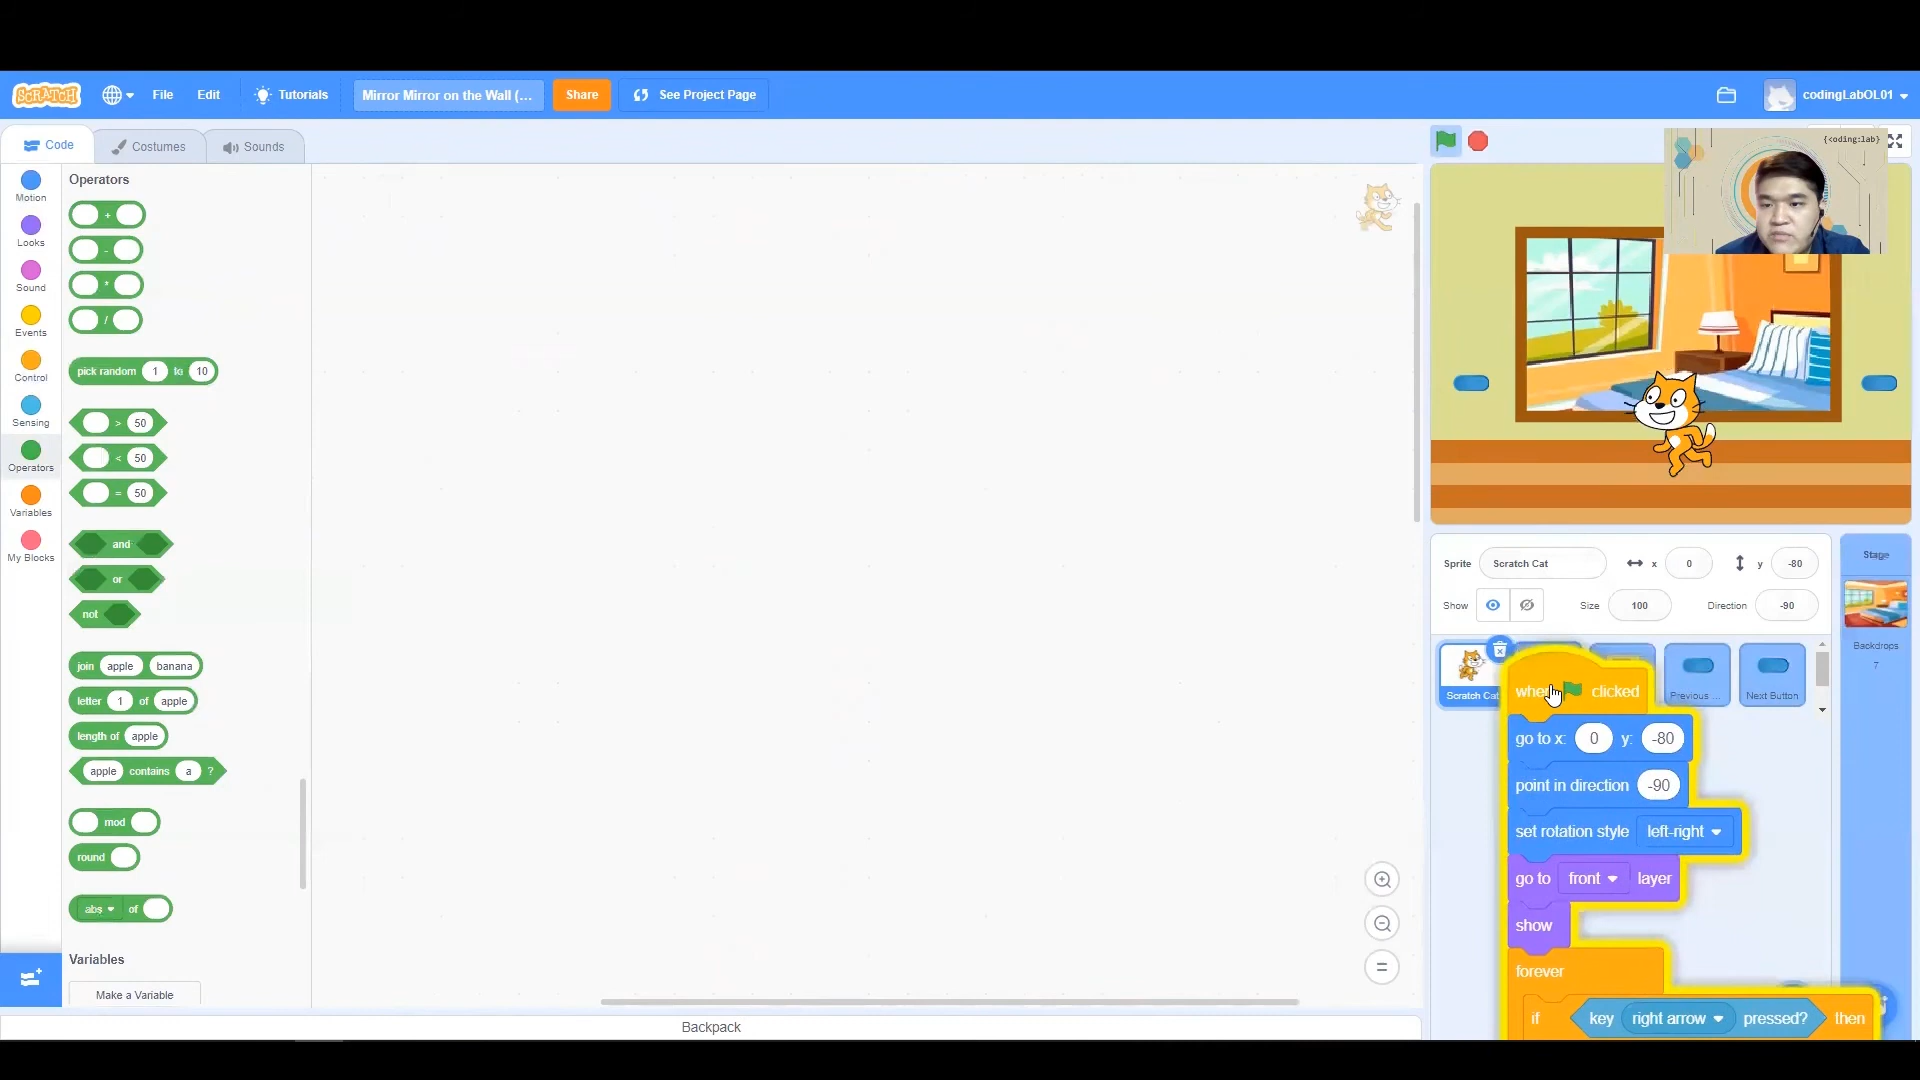 SCRATCH
File
Edit
Tutorials
Mirror Mirror on the Wall (...
Share
See Project Page
codingLabOL01
Code
Costumes
Sounds
{<oding:lab}
Motion
Looks
Sound
Events
Control
Sensing
Operators
Variables
My Blocks
Operators
+
-
*
/
pick random 1 to 10
> 50
< 50
= 50
and
or
not
join apple banana
letter 1 of apple
length of apple
apple contains a ?
mod
round
abs of
Variables
Make a Variable
Backpack
Sprite Scratch Cat x 0 y -80
Show Size 100 Direction -90
Scratch Cat
Previous ...
Next Button
Stage
Backdrops
7
when clicked
go to x: 0 y: -80
point in direction -90
set rotation style left-right
go to front layer
show
forever
if key right arrow pressed? then